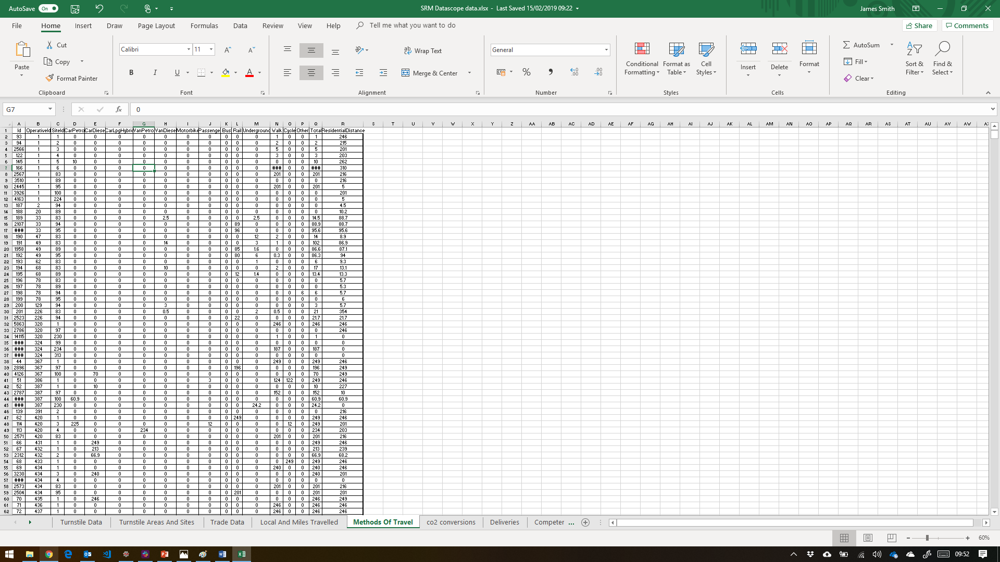 AutoSave On SRM Datascope data.xlsx - Last Saved 15/02/2019 09:22 James Smith
File Home Insert Draw Page Layout Formulas Data Review View Help Tell me what you want to do Share Comments
Paste Cut Copy Format Painter Clipboard
Calibri 11 B I U A Font
Wrap Text Merge & Center Alignment
General % Number
Conditional Formatting Format as Table Cell Styles Styles
Insert Delete Format Cells
AutoSum Fill Clear Sort & Filter Find & Select Editing
G7 fx 0
A B C D E F G H I J K L M N O P Q R S T U V W X Y Z AA AB AC AD AE AF AG AH AI AJ AK AL AM AN AO AP AQ AR AS AT AU AV AW
1 Id OperativeId SiteId CarPetro CarDiese CarLpgHybric VanPetro VanDiese Motorbike Passenge Bus Rail Underground Walk Cycle Other Total ResidentialDistance
2 93 1 1 0 0 0 0 0 0 0 0 0 0 1 0 0 1 246
3 94 1 2 0 0 0 0 0 0 0 0 0 0 2 0 0 2 215
4 2566 1 3 0 0 0 0 0 0 0 0 0 0 5 0 0 5 201
5 122 1 4 0 0 0 0 0 0 0 0 0 0 3 0 0 3 203
6 145 1 5 10 0 0 0 0 0 0 0 0 0 0 0 0 10 262
7 166 1 6 0 0 0 0 0 0 0 0 0 0 ### 0 0 ### 310
8 2567 1 83 0 0 0 0 0 0 0 0 0 0 201 0 0 201 216
9 3510 1 89 0 0 0 0 0 0 0 0 0 0 0 0 0 0 216
10 2445 1 95 0 0 0 0 0 0 0 0 0 0 201 0 0 201 5
11 3926 1 100 0 0 0 0 0 0 0 0 0 0 0 0 0 0 201
12 4163 1 224 0 0 0 0 0 0 0 0 0 0 0 0 0 0 5
13 187 2 94 0 0 0 0 0 0 0 0 0 0 0 0 0 0 4.5
14 188 20 89 0 0 0 0 0 0 0 0 0 0 0 0 0 0 10.2
15 189 33 83 0 0 0 0 2.5 0 0 0 0 2.5 0 0 0 14.5 88.7
16 2107 33 94 0 0 0 0 0 0 0 0 89 0 0 0 0 88.9 88.7
17 ### 33 95 0 0 0 0 0 0 0 0 96 0 0 0 0 95.6 95.6
18 190 47 83 0 0 0 0 0 0 0 0 0 12 2 0 0 14 8.9
19 191 49 83 0 0 0 0 14 0 0 0 0 3 1 0 0 102 86.9
20 1958 49 89 0 0 0 0 0 0 0 0 85 1.6 0 0 0 86.6 87.1
21 192 49 95 0 0 0 0 0 0 0 0 80 6 0.3 0 0 86.3 94
22 193 62 83 0 0 0 0 0 0 0 0 0 1 0 0 0 6 9.3
23 194 68 83 0 0 0 0 10 0 0 0 0 0 2 0 0 17 13.1
24 195 68 89 0 0 0 0 0 0 0 0 12 1.4 0 0 0 13.4 13.3
25 196 78 83 0 0 0 0 0 0 0 0 0 0 0 0 0 0 5.7
26 197 78 89 0 0 0 0 0 0 0 0 0 0 0 0 0 0 5.3
27 198 78 94 0 0 0 0 0 0 0 0 0 0 0 0 6 6 5.7
28 199 78 95 0 0 0 0 0 0 0 0 0 0 0 0 0 0 6
29 200 129 94 0 0 0 0 3 0 0 0 0 0 0 0 0 3 5.7
30 201 226 83 0 0 0 0 0.5 0 0 0 0 2 0.5 0 0 21 354
31 2523 226 94 0 0 0 0 0 0 0 0 22 0 0 0 0 21.7 21.7
32 5863 320 1 0 0 0 0 0 0 0 0 0 0 246 0 0 246 246
33 2786 320 97 0 0 0 0 0 0 0 0 0 0 0 0 0 0 246
34 14115 320 230 0 0 0 0 0 0 0 0 0 0 1 0 0 1 0
35 ### 324 99 0 0 0 0 0 0 0 0 0 0 0 0 0 0 0
36 ### 324 234 0 0 0 0 0 0 0 0 0 0 187 0 0 187 0
37 ### 324 313 0 0 0 0 0 0 0 0 0 0 0 0 0 0 0
38 44 367 1 0 0 0 0 0 0 0 0 0 0 249 0 0 249 246
39 2896 367 97 0 0 0 0 0 0 0 0 196 0 0 0 0 196 249
40 4126 367 100 0 70 0 0 0 0 0 0 0 0 0 0 0 70 249
41 51 386 1 0 0 0 0 0 0 3 0 0 0 124 122 0 249 246
42 52 387 1 0 10 0 0 0 0 0 0 0 0 0 0 0 10 227
43 2787 387 97 0 0 0 0 0 0 0 0 0 0 152 0 0 152 10
44 ### 387 100 60.9 0 0 0 0 0 0 0 0 0 0 0 0 60.9 60.9
45 ### 387 230 0 0 0 0 0 0 0 0 0 24.2 0 0 0 24.2 0
46 139 391 2 0 0 0 0 0 0 0 0 0 0 0 0 0 0 216
47 62 420 1 0 0 0 0 0 0 0 0 249 0 0 0 0 249 246
48 114 420 3 225 0 0 0 0 0 12 0 0 0 0 12 0 249 201
49 113 420 4 0 0 0 234 0 0 0 0 0 0 0 0 0 234 203
50 2571 420 83 0 0 0 0 0 0 0 0 0 0 201 0 0 201 216
51 66 431 1 0 249 0 0 0 0 0 0 0 0 0 0 0 249 246
52 67 432 1 0 213 0 0 0 0 0 0 0 0 0 0 0 213 239
53 2312 432 2 0 66.9 0 0 0 0 0 0 0 0 0 0 0 66.9 68.2
54 68 433 1 0 0 0 0 0 0 0 0 0 0 0 249 0 249 246
55 69 434 1 0 0 0 0 0 0 0 0 0 0 240 0 0 240 246
56 3230 434 3 0 240 0 0 0 0 0 0 0 0 0 0 0 240 201
57 ### 434 4 0 0 0 0 0 0 0 0 0 0 0 0 0 0 0
58 2573 434 83 0 0 0 0 0 0 0 0 0 0 201 0 0 201 216
59 2504 434 95 0 0 0 0 0 0 0 0 201 0 0 0 0 201 201
60 70 435 1 0 246 0 0 0 0 0 0 0 0 0 0 0 246 249
61 71 436 1 0 0 0 0 0 0 0 0 0 0 246 0 0 246 246
62 72 437 1 0 0 0 0 0 0 0 0 0 0 246 0 0 246 246
Turnstile Data Turnstile Areas And Sites Trade Data Local And Miles Travelled Methods Of Travel co2 conversions Deliveries Competer ...
60%
09:52